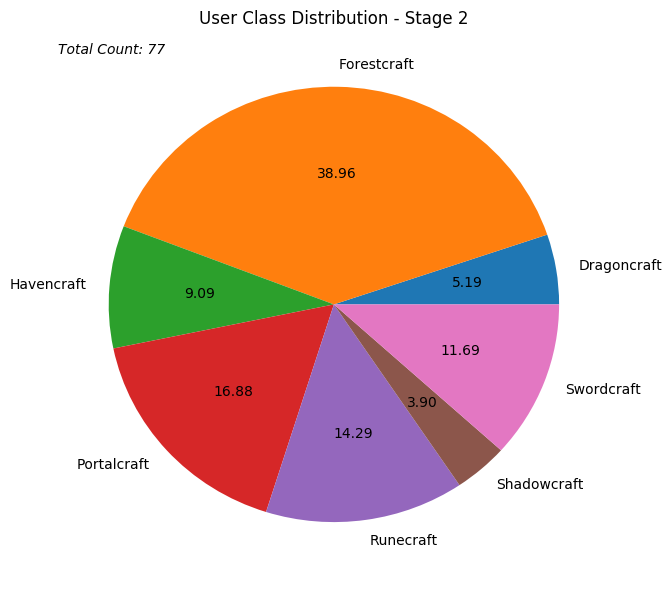 User Class Distribution - Stage 2
Total Count: 77
Forestcraft
38.96
Dragoncraft
5.19
Havencraft
9.09
11.69
Swordcraft
16.88
3.90
14.29
Portalcraft
Shadowcraft
Runecraft